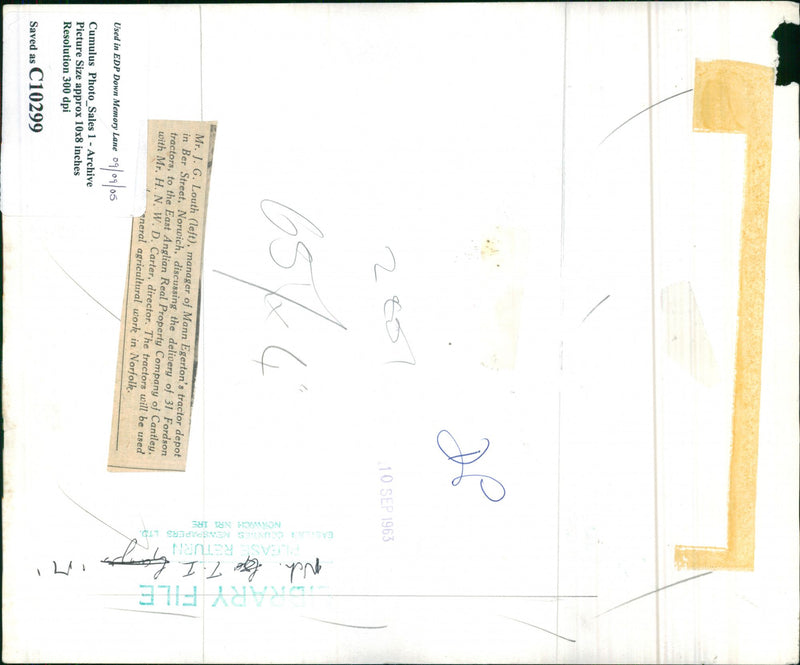 Used in EDP Down Memory Lane 09/09/05
Cumulus Photo_Sales 1 - Archive
Picture Size approx 10x8 inches
Resolution 300 dpi
Saved as C10299
Mr. J. G. Louth (left), manager of Mann Egerton's tractor depot
in Ber Street, Norwich, discussing the delivery of 31 Fordson
tractors, to the East Anglian Real Property Company of Cantley,
with Mr. H. N. W. D. Carter, director. The tractors will be used
general agricultural work in Norfolk.
10 SEP 1963
LIBRARY FILE
PLEASE RETURN
EASTERN COUNTIES NEWSPAPERS LTD.
NORWICH NR1 1RE